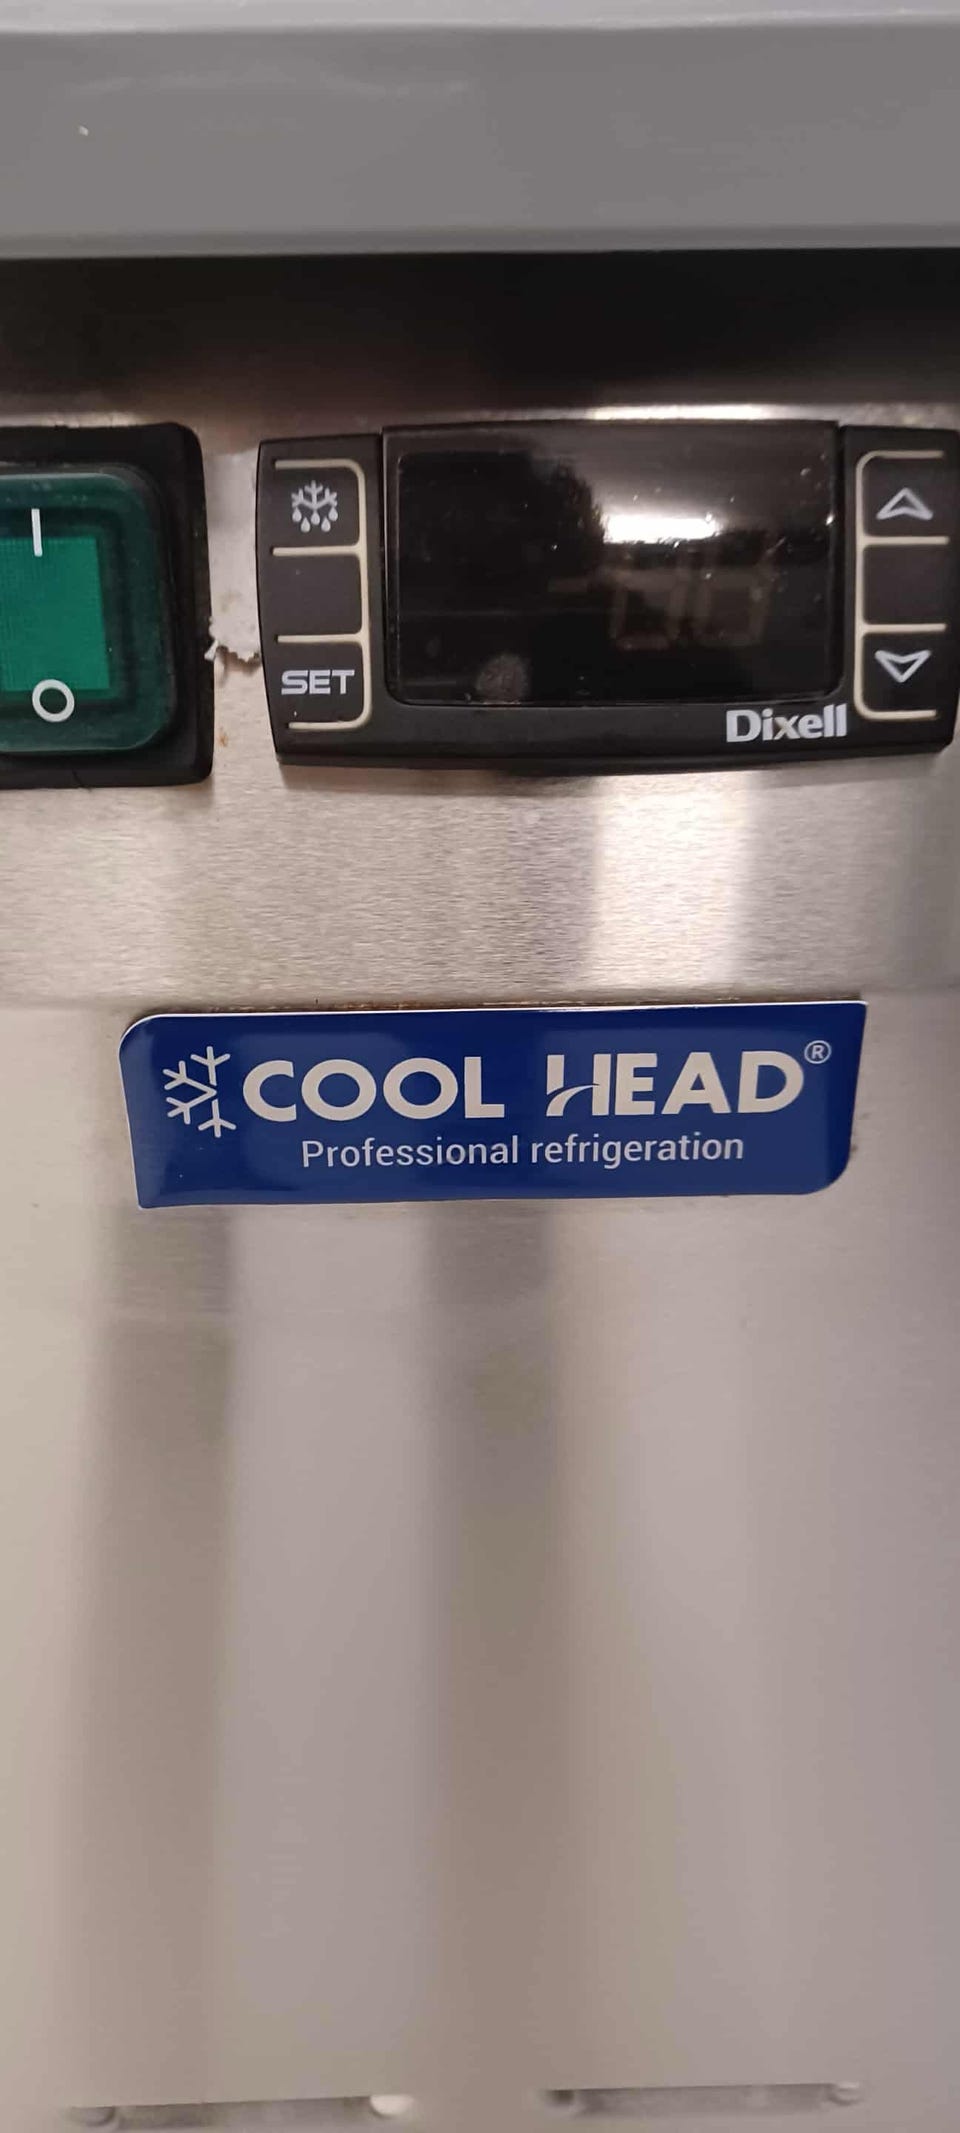 I
O
SET
Dixell
COOL HEAD®
Professional refrigeration